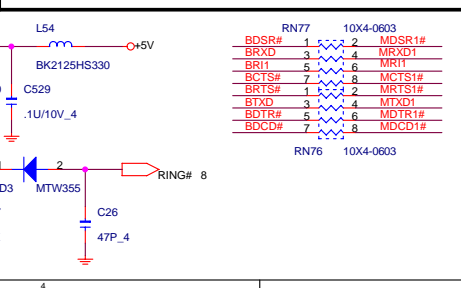 L54
+5V
BK2125HS330
C529
.1U/10V_4
RN77 10X4-0603
BDSR# 1 2 MDSR1#
BRXD 3 4 MRXD1
BRI1 5 6 MRI1
BCTS# 7 8 MCTS1#
BRTS# 1 2 MRTS1#
BTXD 3 4 MTXD1
BDTR# 5 6 MDTR1#
BDCD# 7 8 MDCD1#
RN76 10X4-0603
2
D3 MTW355
RING# 8
C26
47P_4
4